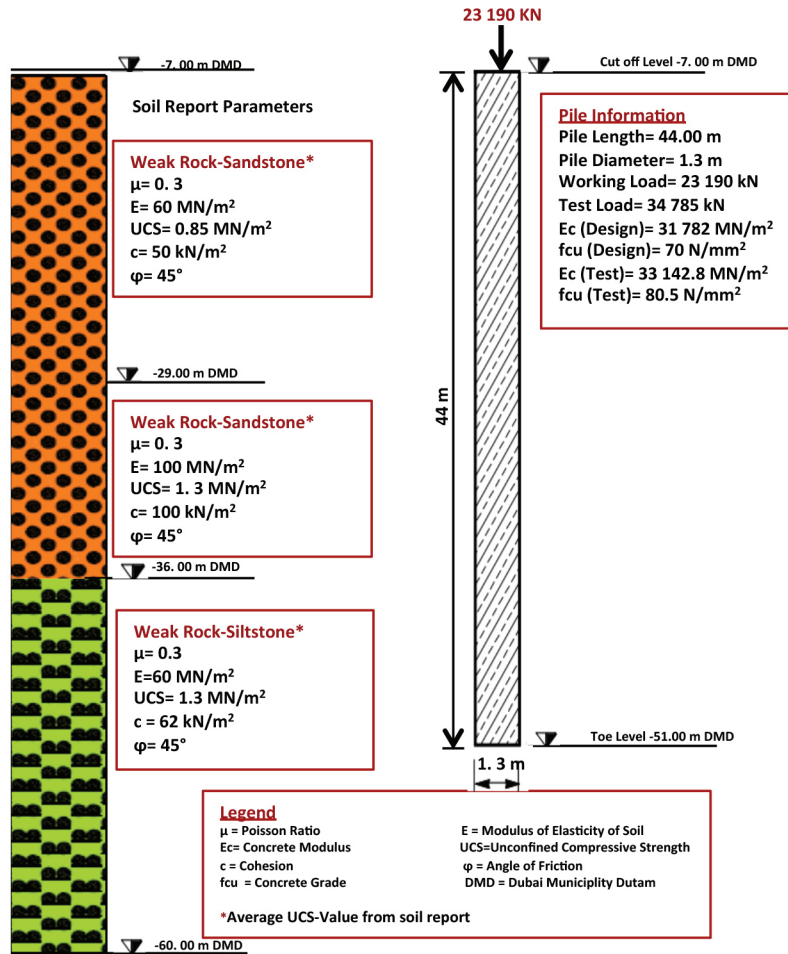 23 190 KN
-7. 00 m DMD
Cut off Level -7. 00 m DMD
Soil Report Parameters
Weak Rock-Sandstone*
μ= 0. 3
E= 60 MN/m²
UCS= 0.85 MN/m²
c= 50 kN/m²
φ= 45°
Pile Information
Pile Length= 44.00 m
Pile Diameter= 1.3 m
Working Load= 23 190 kN
Test Load= 34 785 kN
Ec (Design)= 31 782 MN/m²
fcu (Design)= 70 N/mm²
Ec (Test)= 33 142.8 MN/m²
fcu (Test)= 80.5 N/mm²
-29.00 m DMD
44 m
Weak Rock-Sandstone*
μ= 0. 3
E= 100 MN/m²
UCS= 1. 3 MN/m²
c= 100 kN/m²
φ= 45°
-36. 00 m DMD
Weak Rock-Siltstone*
μ= 0.3
E=60 MN/m²
UCS= 1.3 MN/m²
c = 62 kN/m²
φ= 45°
Toe Level -51.00 m DMD
1. 3 m
Legend
μ = Poisson Ratio
E = Modulus of Elasticity of Soil
Ec= Concrete Modulus
UCS=Unconfined Compressive Strength
c = Cohesion
φ = Angle of Friction
fcu = Concrete Grade
DMD = Dubai Municiplity Dutam
*Average UCS-Value from soil report
-60. 00 m DMD